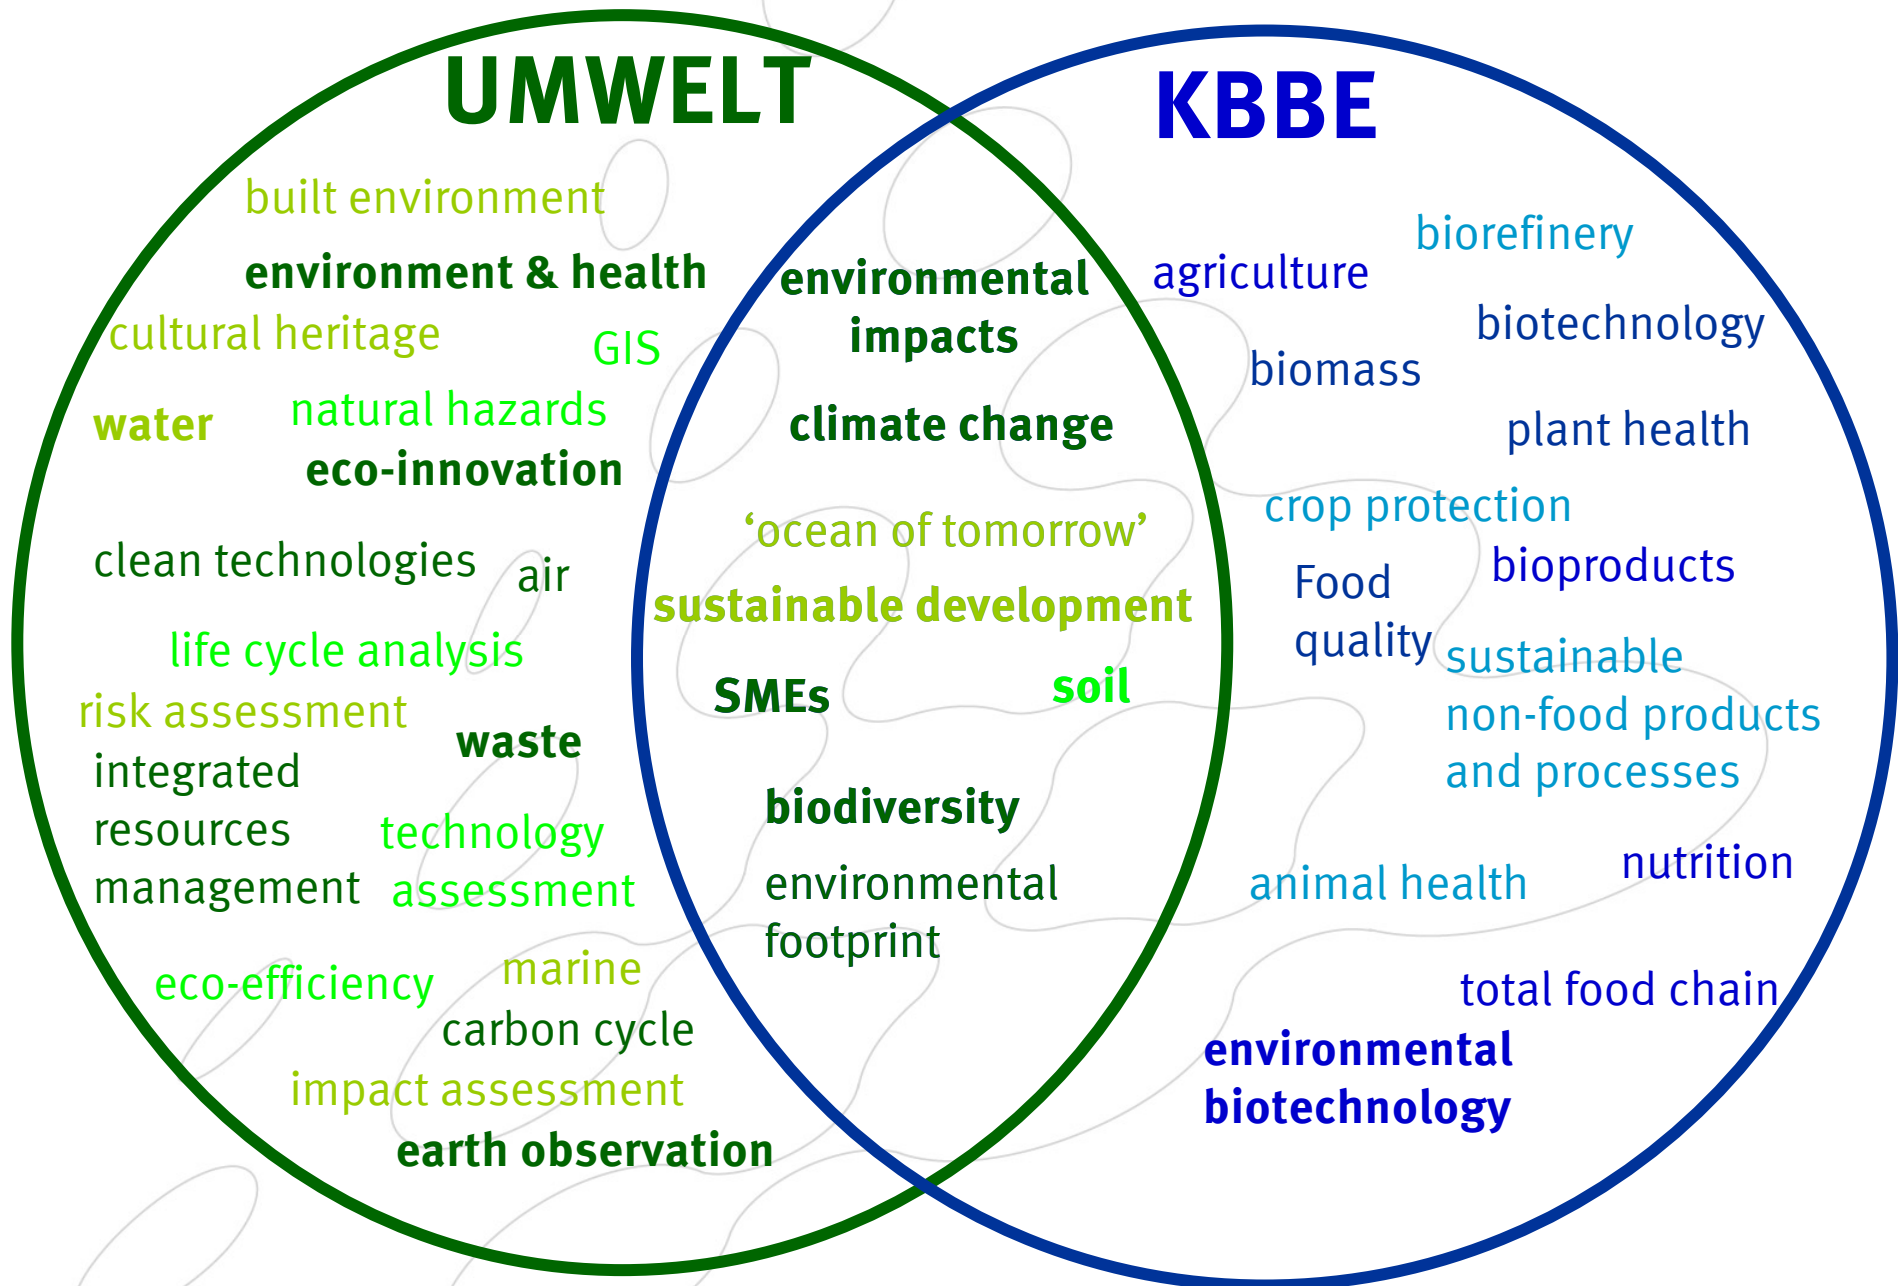 UMWELT
built environment
environment & health
cultural heritage
GIS
water
natural hazards
eco-innovation
clean technologies
air
life cycle analysis
risk assessment
waste
integrated
resources
management
technology
assessment
eco-efficiency
marine
carbon cycle
impact assessment
earth observation
environmental
impacts
climate change
‘ocean of tomorrow’
sustainable development
SMEs
soil
biodiversity
environmental
footprint
KBBE
biorefinery
agriculture
biotechnology
biomass
plant health
crop protection
bioproducts
Food
quality
sustainable
non-food products
and processes
nutrition
animal health
total food chain
environmental
biotechnology